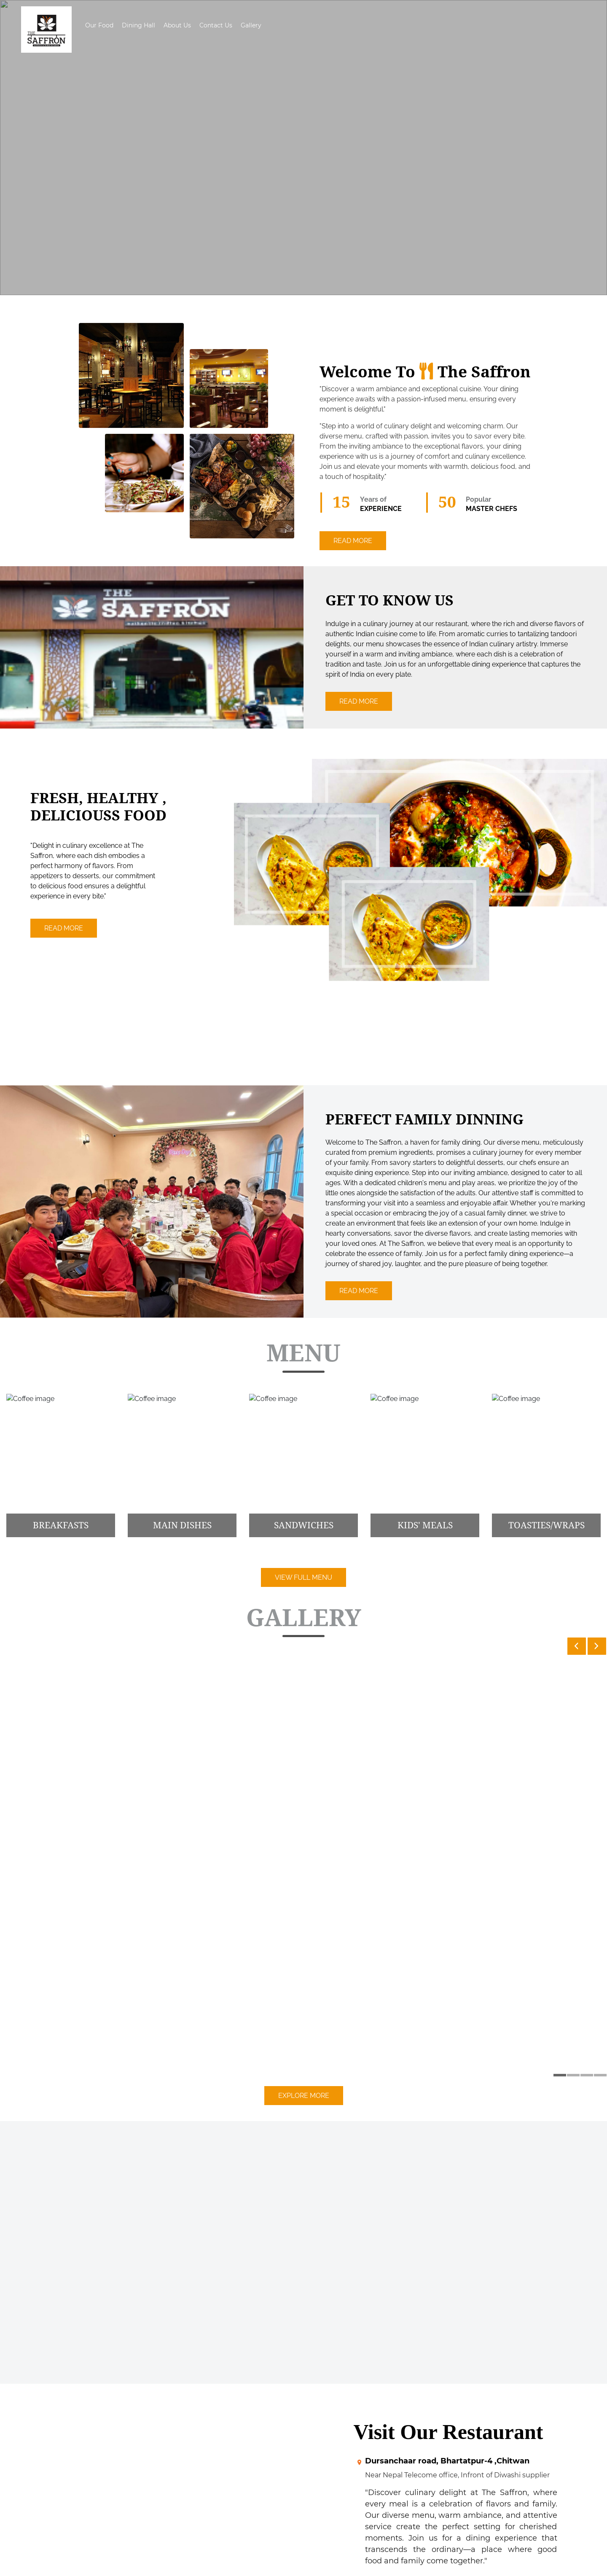 THE
SAFFRON
Our Food Dining Hall About Us Contact Us Gallery
Welcome To The Saffron
"Discover a warm ambiance and exceptional cuisine. Your dining
experience awaits with a passion-infused menu, ensuring every
moment is delightful."
"Step into a world of culinary delight and welcoming charm. Our
diverse menu, crafted with passion, invites you to savor every bite.
From the inviting ambiance to the exceptional flavors, your dining
experience with us is a journey of comfort and culinary excellence.
Join us and elevate your moments with warmth, delicious food, and
a touch of hospitality."
15 Years of
EXPERIENCE
50 Popular
MASTER CHEFS
READ MORE
THE
SAFFRON
GET TO KNOW US
Indulge in a culinary journey at our restaurant, where the rich and diverse flavors of
authentic Indian cuisine come to life. From aromatic curries to tantalizing tandoori
delights, our menu showcases the essence of Indian culinary artistry. Immerse
yourself in a warm and inviting ambiance, where each dish is a celebration of
tradition and taste. Join us for an unforgettable dining experience that captures the
spirit of India on every plate.
READ MORE
FRESH, HEALTHY ,
DELICIOUSS FOOD
"Delight in culinary excellence at The
Saffron, where each dish embodies a
perfect harmony of flavors. From
appetizers to desserts, our commitment
to delicious food ensures a delightful
experience in every bite."
READ MORE
PERFECT FAMILY DINNING
Welcome to The Saffron, a haven for family dining. Our diverse menu, meticulously
curated from premium ingredients, promises a culinary journey for every member
of your family. From savory starters to delightful desserts, our chefs ensure an
exquisite dining experience. Step into our inviting ambiance, designed to cater to all
ages. With a dedicated children's menu and play areas, we prioritize the joy of the
little ones alongside the satisfaction of the adults. Our attentive staff is committed to
transforming your visit into a seamless and enjoyable affair. Whether you're marking
a special occasion or embracing the joy of a casual family dinner, we strive to
create an environment that feels like an extension of your own home. Indulge in
hearty conversations, savor the diverse flavors, and create lasting memories with
your loved ones. At The Saffron, we believe that every meal is an opportunity to
celebrate the essence of family. Join us for a perfect family dining experience—a
journey of shared joy, laughter, and the pure pleasure of being together.
READ MORE
MENU
Coffee image Coffee image Coffee image Coffee image Coffee image
BREAKFASTS MAIN DISHES SANDWICHES KIDS' MEALS TOASTIES/WRAPS
VIEW FULL MENU
GALLERY
EXPLORE MORE
Visit Our Restaurant
Dursanchaar road, Bhartatpur-4 ,Chitwan
Near Nepal Telecome office, Infront of Diwashi supplier
"Discover culinary delight at The Saffron, where
every meal is a celebration of flavors and family.
Our diverse menu, warm ambiance, and attentive
service create the perfect setting for cherished
moments. Join us for a dining experience that
transcends the ordinary—a place where good
food and family come together."